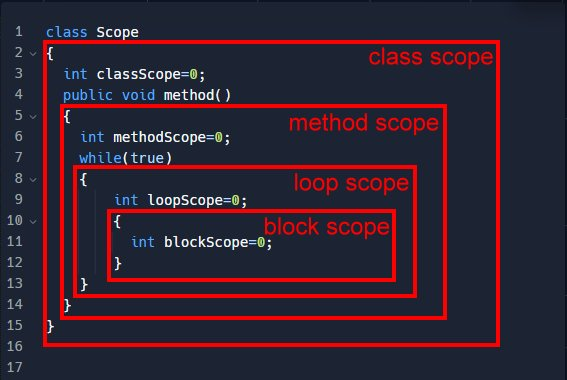 1 class Scope
2 { class scope
3 int classScope=0;
4 public void method()
5 { method scope
6 int methodScope=0;
7 while(true)
8 { loop scope
9 int loopScope=0;
10 { block scope
11 int blockScope=0;
12 }
13 }
14 }
15 }
16
17